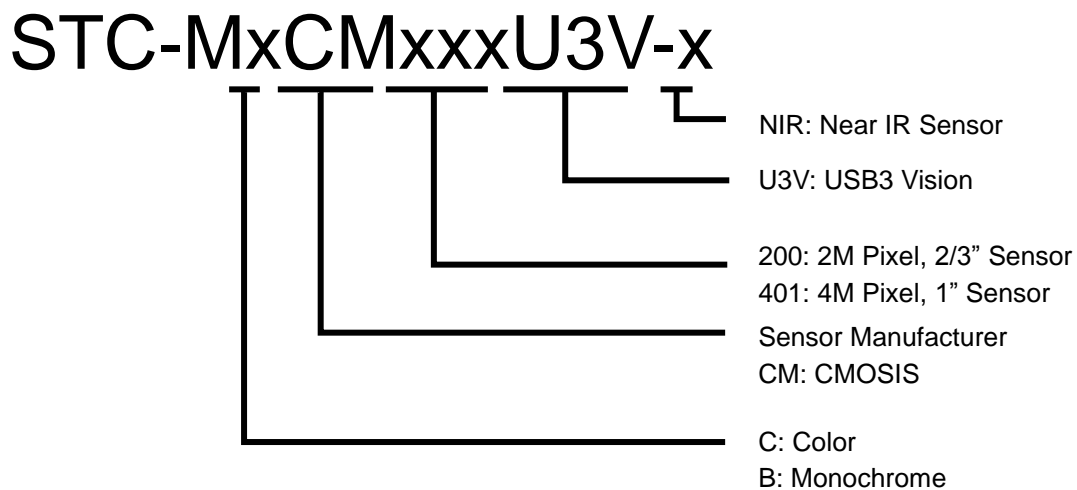 STC-MxCMxxxU3V-x
NIR: Near IR Sensor
U3V: USB3 Vision
200: 2M Pixel, 2/3” Sensor
401: 4M Pixel, 1” Sensor
Sensor Manufacturer
CM: CMOSIS
C: Color
B: Monochrome